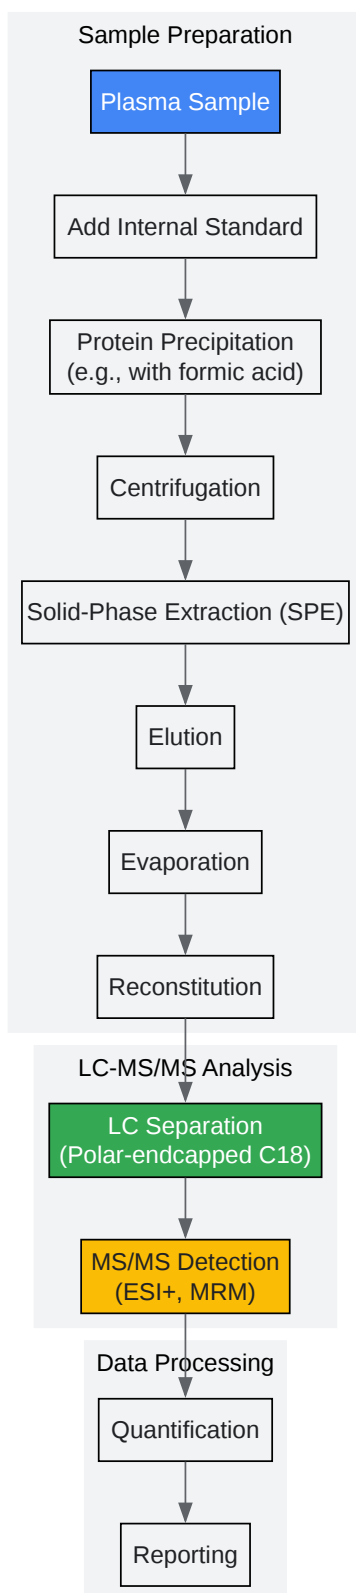 Sample Preparation
Plasma Sample
Add Internal Standard
Protein Precipitation
(e.g., with formic acid)
Centrifugation
Solid-Phase Extraction (SPE)
Elution
Evaporation
Reconstitution
LC-MS/MS Analysis
LC Separation
(Polar-endcapped C18)
MS/MS Detection
(ESI+, MRM)
Data Processing
Quantification
Reporting